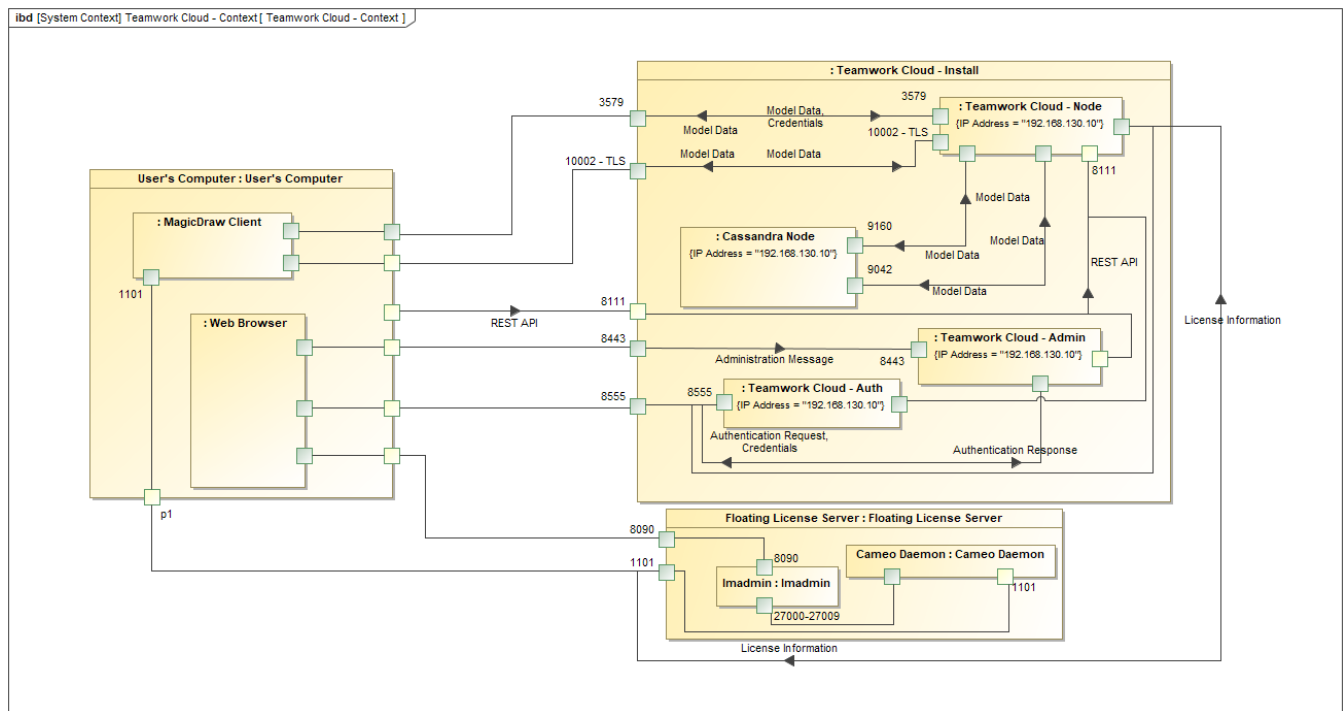 ibd [System Context] Teamwork Cloud - Context [ Teamwork Cloud - Context ]
: Teamwork Cloud - Install
3579
3579
: Teamwork Cloud - Node
{IP Address = "192.168.130.10"}
Model Data,
Credentials
Model Data
10002 - TLS
10002 - TLS
Model Data
Model Data
8111
User's Computer : User's Computer
: MagicDraw Client
1101
Model Data
: Cassandra Node
{IP Address = "192.168.130.10"}
9160
Model Data
Model Data
9042
Model Data
REST API
: Web Browser
8111
REST API
License Information
8443
Administration Message
8443
: Teamwork Cloud - Admin
{IP Address = "192.168.130.10"}
8555
8555
: Teamwork Cloud - Auth
{IP Address = "192.168.130.10"}
Authentication Request,
Credentials
Authentication Response
p1
Floating License Server : Floating License Server
8090
8090
Cameo Daemon : Cameo Daemon
1101
lmadmin : lmadmin
1101
27000-27009
License Information